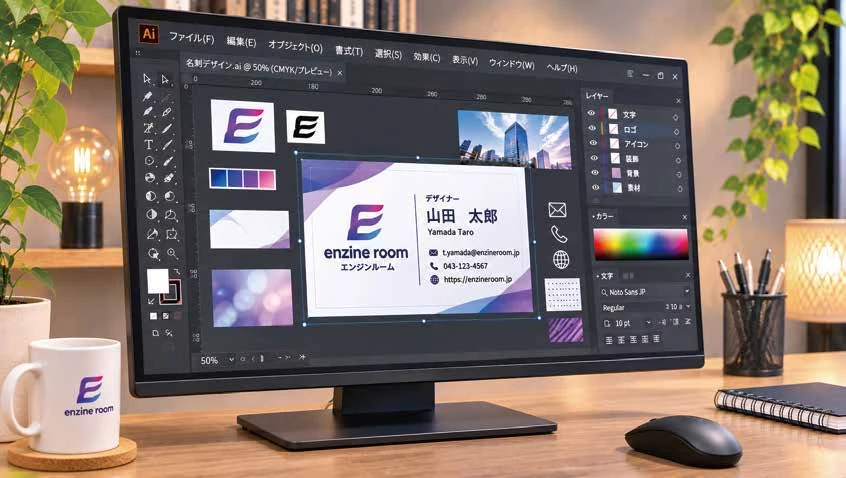 Ai
ファイル(F) 編集(E) オブジェクト(O) 書式(T) 選択(S) 効果(C) 表示(V) ウィンドウ(W) ヘルプ(H)
名刺デザイン.ai @ 50% (CMYK/プレビュー) ×
E
E
E
enzine room
エンジンルーム
デザイナー
山田 太郎
Yamada Taro
t.yamada@enzineroom.jp
043-123-4567
https://enzineroom.jp
レイヤー
文字
ロゴ
アイコン
装飾
背景
素材
カラー
文字
Noto Sans JP
Regular
10 pt
50%
E
enzine room